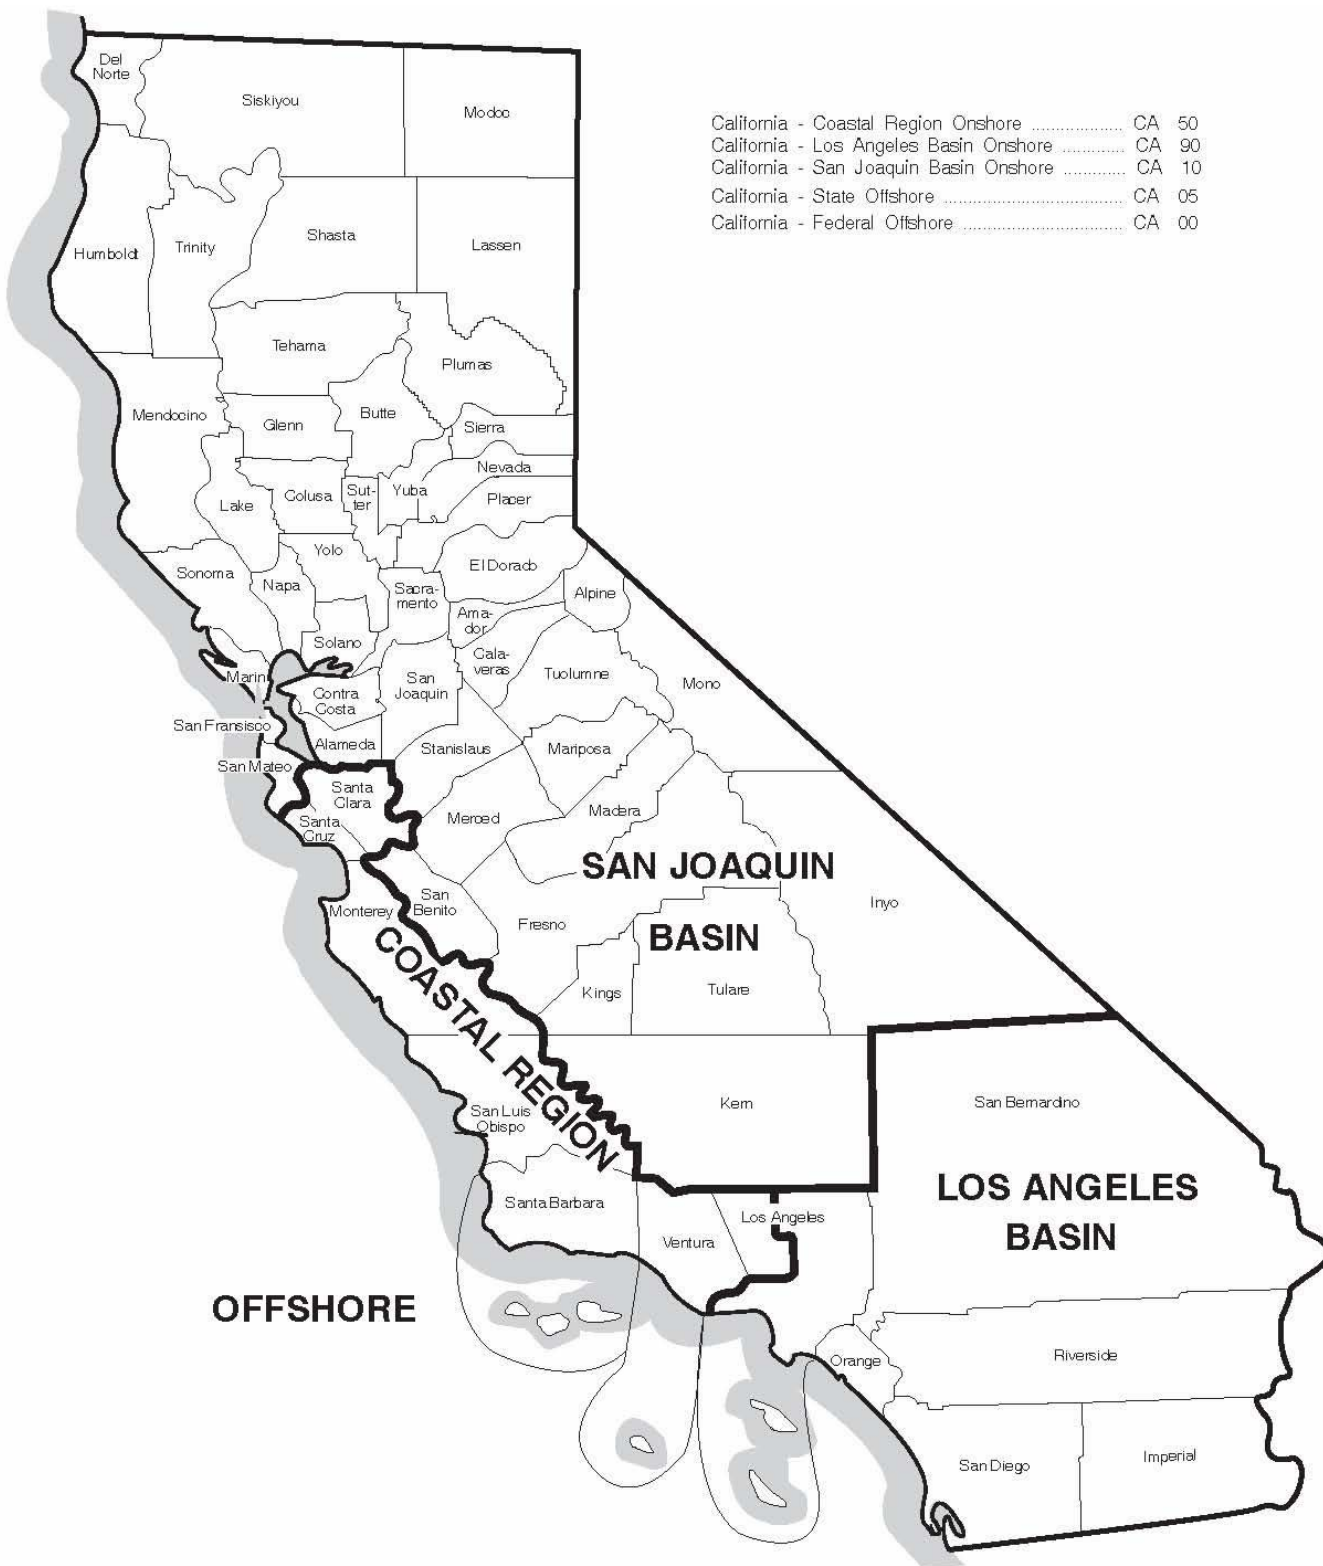 Del
Norte
Siskiyou
Modoc
California - Coastal Region Onshore ................... CA 50
California - Los Angeles Basin Onshore ............. CA 90
California - San Joaquin Basin Onshore ............. CA 10
California - State Offshore ..................................... CA 05
California - Federal Offshore ................................. CA 00
Humboldt
Trinity
Shasta
Lassen
Tehama
Plumas
Mendocino
Glenn
Butte
Sierra
Nevada
Lake
Colusa
Sut-
ter
Yuba
Placer
Yolo
Sonoma
Napa
El Dorado
Sacra-
mento
Alpine
Ama-
dor
Solano
Cala-
veras
Marin
Contra
Costa
San
Joaquin
Tuolumne
Mono
San Fransisco
Alameda
Stanislaus
Mariposa
San Mateo
Santa
Clara
Santa
Cruz
Merced
Madera
SAN JOAQUIN
BASIN
Monterey
San
Benito
Fresno
Inyo
COASTAL REGION
Kings
Tulare
San Luis
Obispo
Kern
San Bernardino
LOS ANGELES
BASIN
Santa Barbara
Ventura
Los Angeles
OFFSHORE
Orange
Riverside
San Diego
Imperial